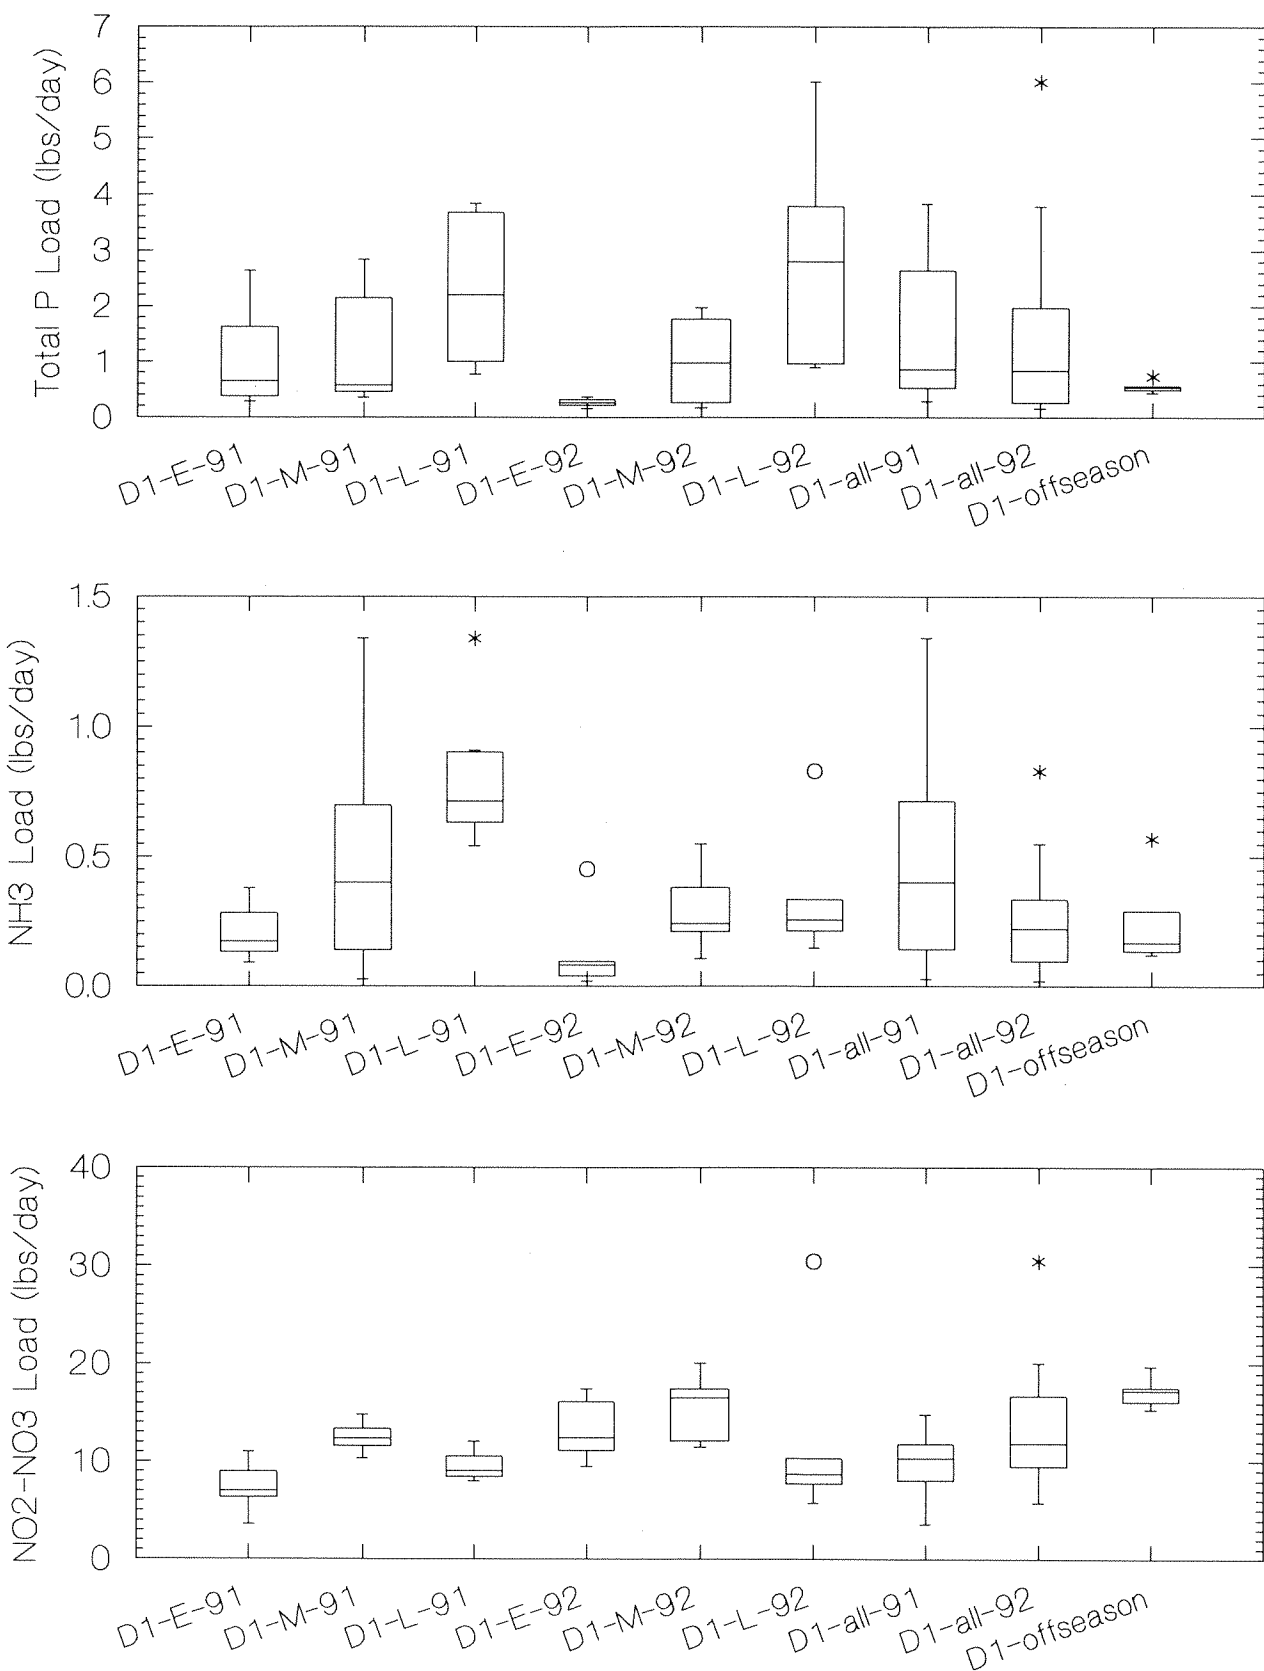 Total P Load (lbs/day)
7
6
5
4
3
2
1
0
D1-E-91
D1-M-91
D1-L-91
D1-E-92
D1-M-92
D1-L-92
D1-all-91
D1-all-92
D1-offseason
NH3 Load (lbs/day)
1.5
1.0
0.5
0.0
D1-E-91
D1-M-91
D1-L-91
D1-E-92
D1-M-92
D1-L-92
D1-all-91
D1-all-92
D1-offseason
NO2-NO3 Load (lbs/day)
40
30
20
10
0
D1-E-91
D1-M-91
D1-L-91
D1-E-92
D1-M-92
D1-L-92
D1-all-91
D1-all-92
D1-offseason